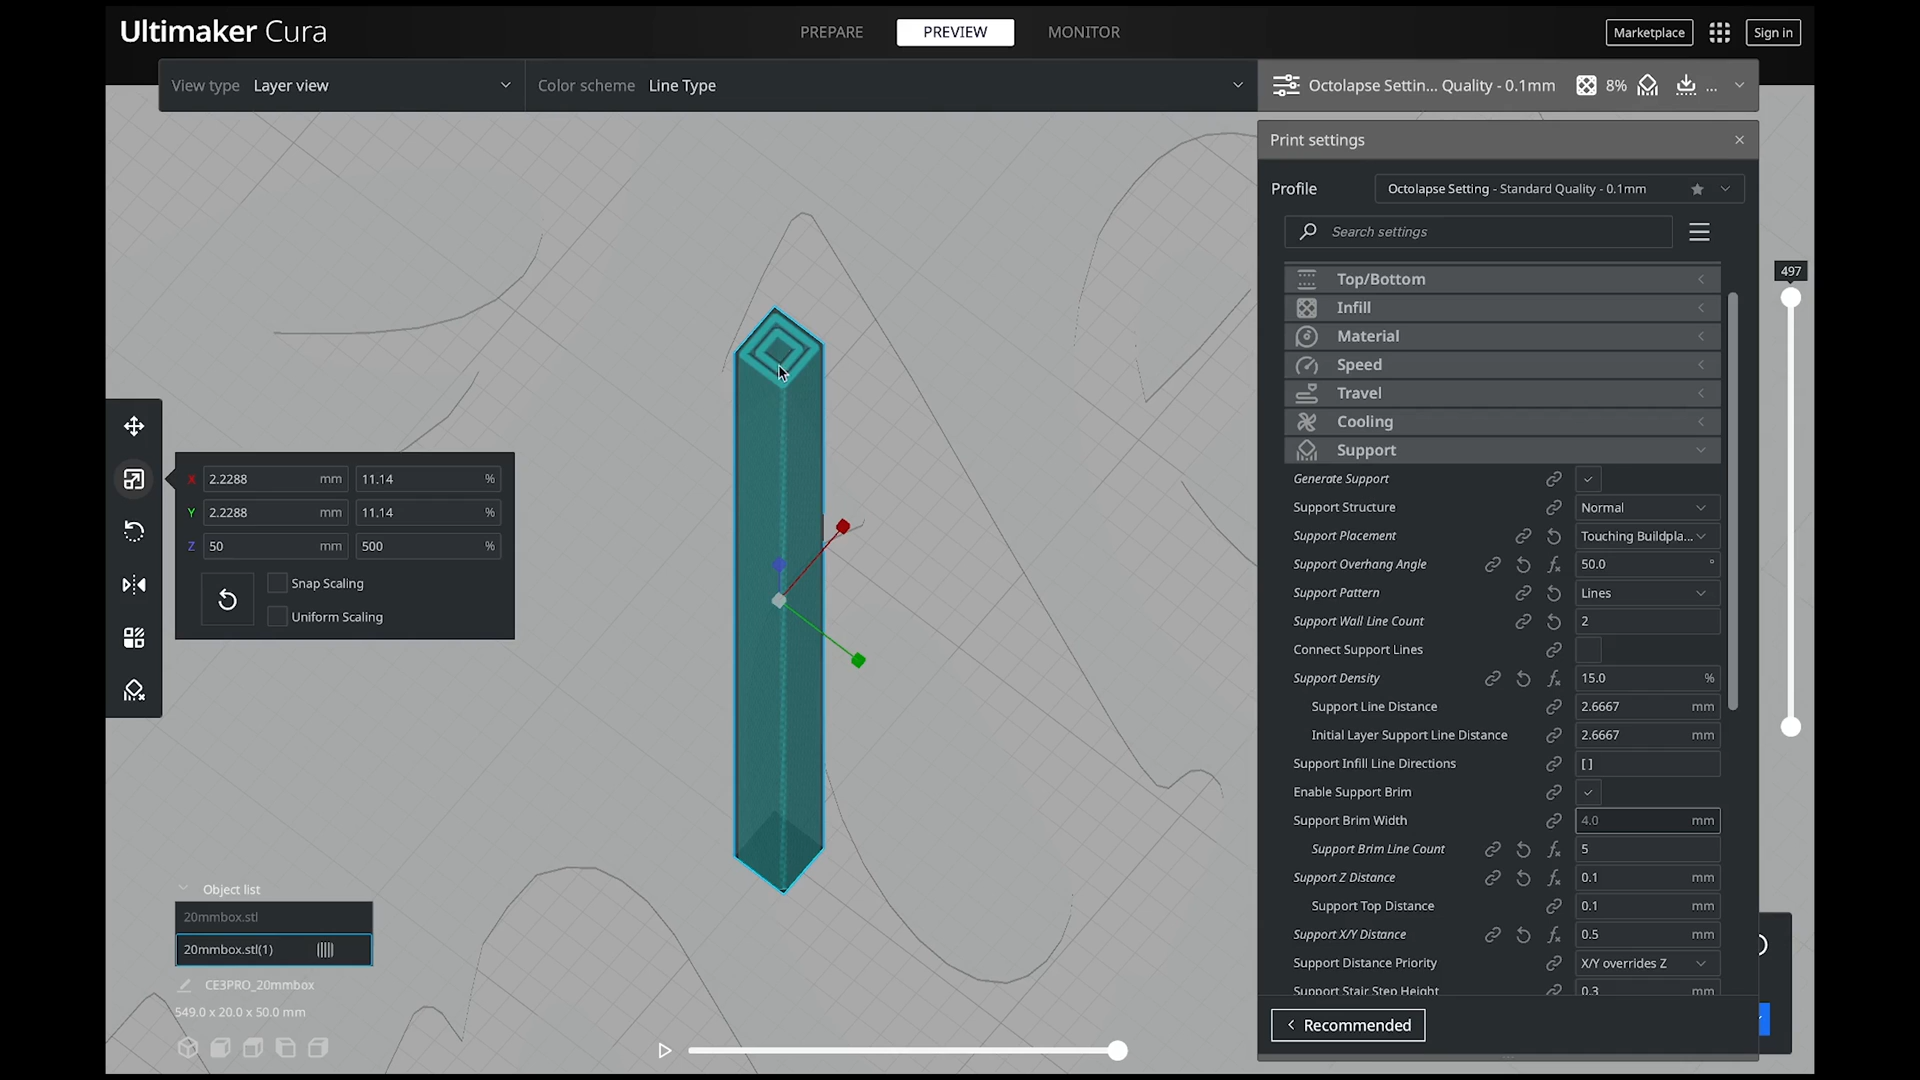 Ultimaker Cura
PREPARE
PREVIEW
MONITOR
Marketplace
Sign in
View type Layer view
Color scheme Line Type
Octolapse Settin... Quality - 0.1mm
8%
...
Print settings
Profile
Octolapse Setting - Standard Quality - 0.1mm
Search settings
497
Top/Bottom
Infill
Material
Speed
Travel
Cooling
Support
Generate Support
Support Structure Normal
Support Placement Touching Buildpla...
Support Overhang Angle 50.0 °
Support Pattern Lines
Support Wall Line Count 2
Connect Support Lines
Support Density 15.0 %
Support Line Distance 2.6667 mm
Initial Layer Support Line Distance 2.6667 mm
Support Infill Line Directions []
Enable Support Brim
Support Brim Width 4.0 mm
Support Brim Line Count 5
Support Z Distance 0.1 mm
Support Top Distance 0.1 mm
Support X/Y Distance 0.5 mm
Support Distance Priority X/Y overrides Z
Support Stair Step Height 0.3 mm
Recommended
X 2.2288 mm 11.14 %
Y 2.2288 mm 11.14 %
Z 50 mm 500 %
Snap Scaling
Uniform Scaling
Object list
20mmbox.stl
20mmbox.stl(1)
CE3PRO_20mmbox
549.0 x 20.0 x 50.0 mm